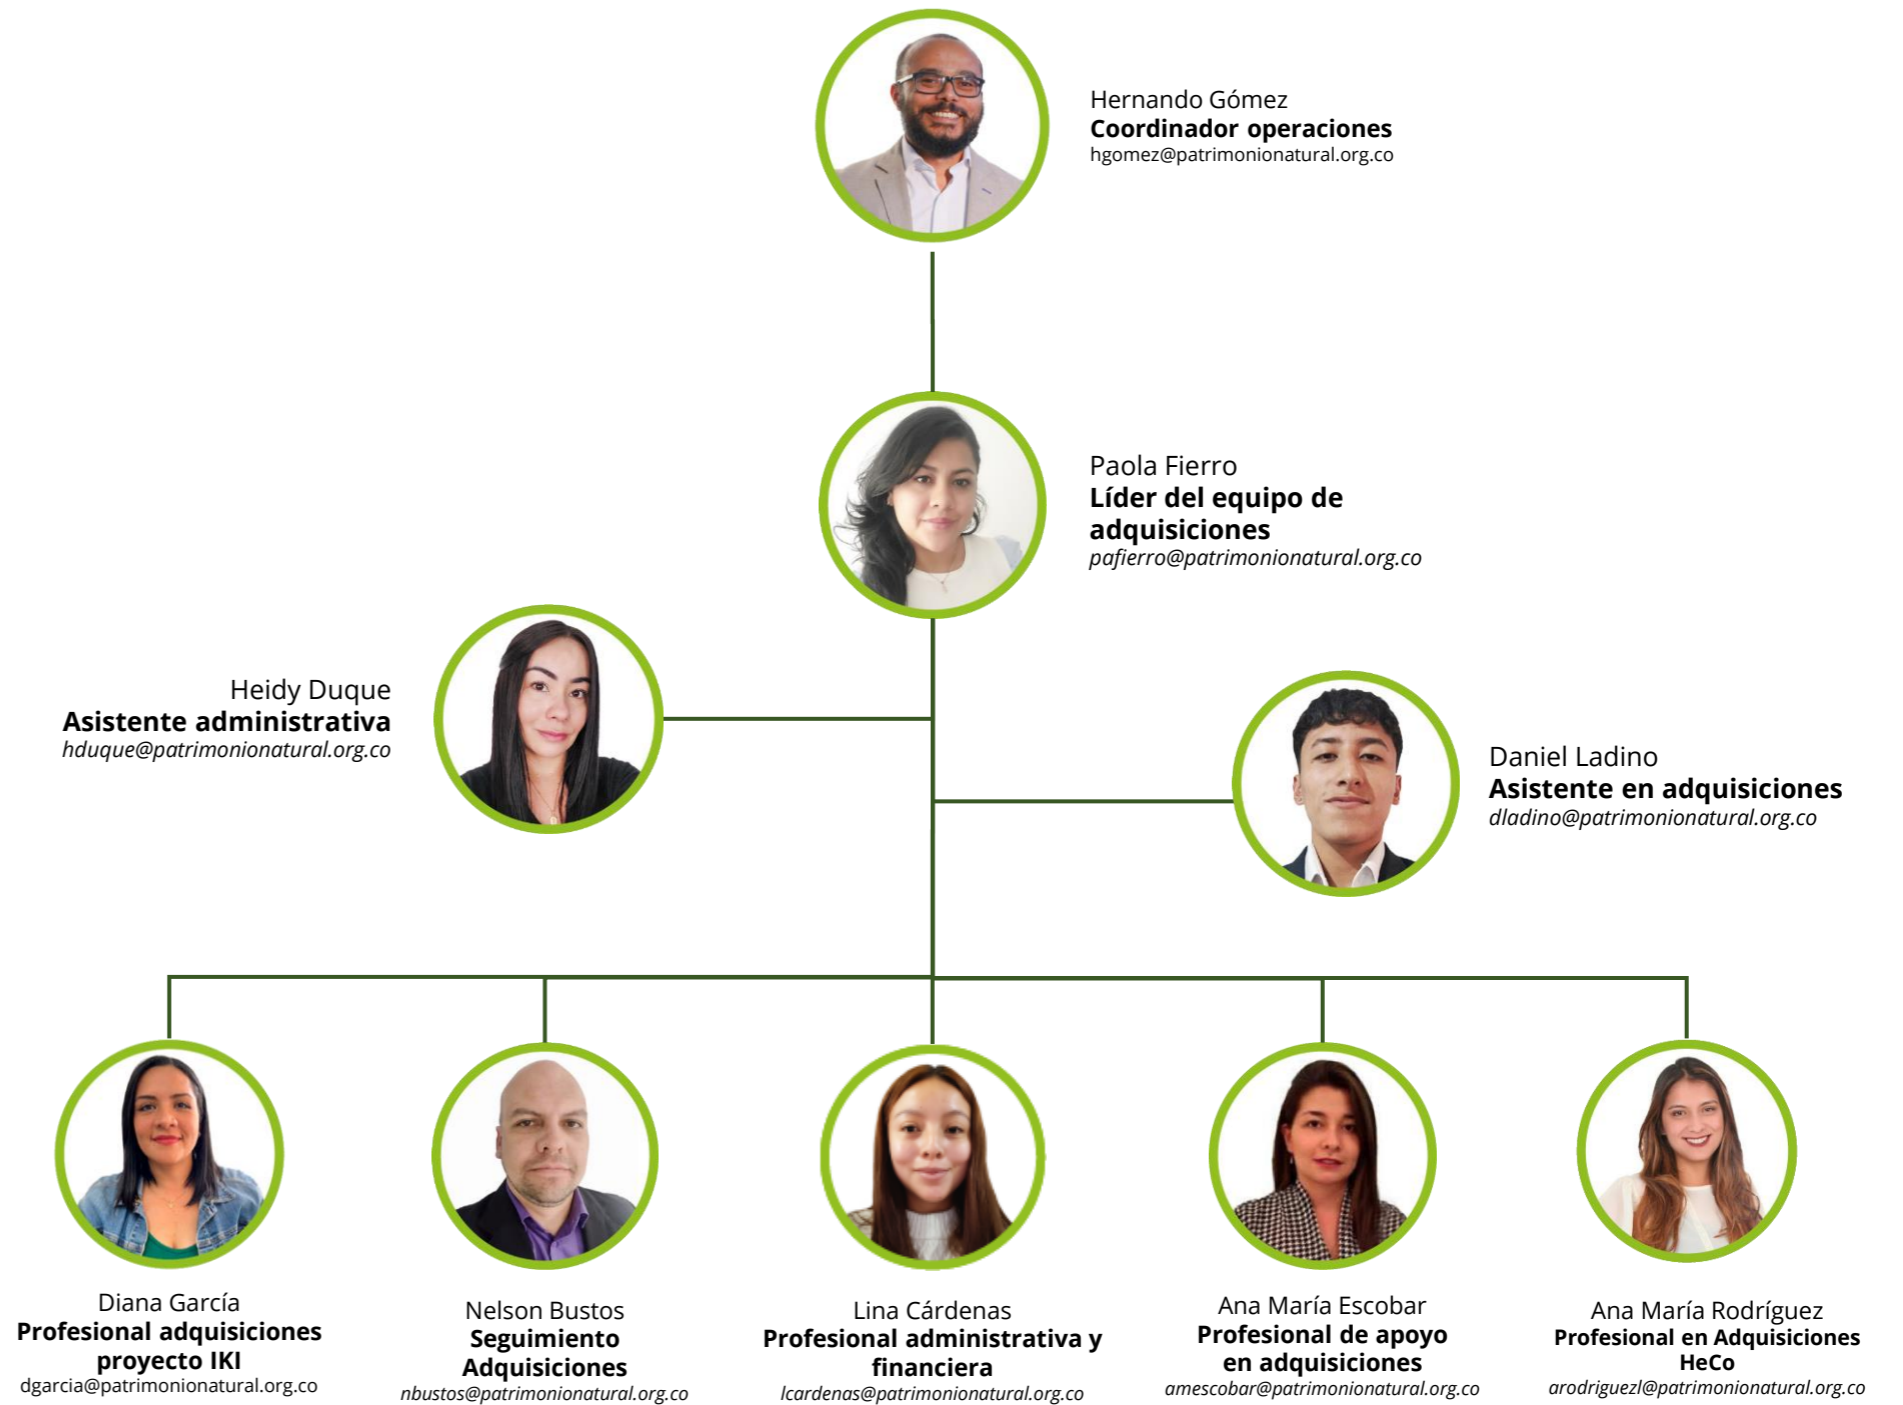 Hernando Gómez
Coordinador operaciones
hgomez@patrimonionatural.org.co
Paola Fierro
Líder del equipo de
adquisiciones
pafierro@patrimonionatural.org.co
Heidy Duque
Asistente administrativa
hduque@patrimonionatural.org.co
Daniel Ladino
Asistente en adquisiciones
dladino@patrimonionatural.org.co
Diana García
Profesional adquisiciones
proyecto IKI
dgarcia@patrimonionatural.org.co
Nelson Bustos
Seguimiento
Adquisiciones
nbustos@patrimonionatural.org.co
Lina Cárdenas
Profesional administrativa y
financiera
lcardenas@patrimonionatural.org.co
Ana María Escobar
Profesional de apoyo
en adquisiciones
amescobar@patrimonionatural.org.co
Ana María Rodríguez
Profesional en Adquisiciones
HeCo
arodriguezl@patrimonionatural.org.co